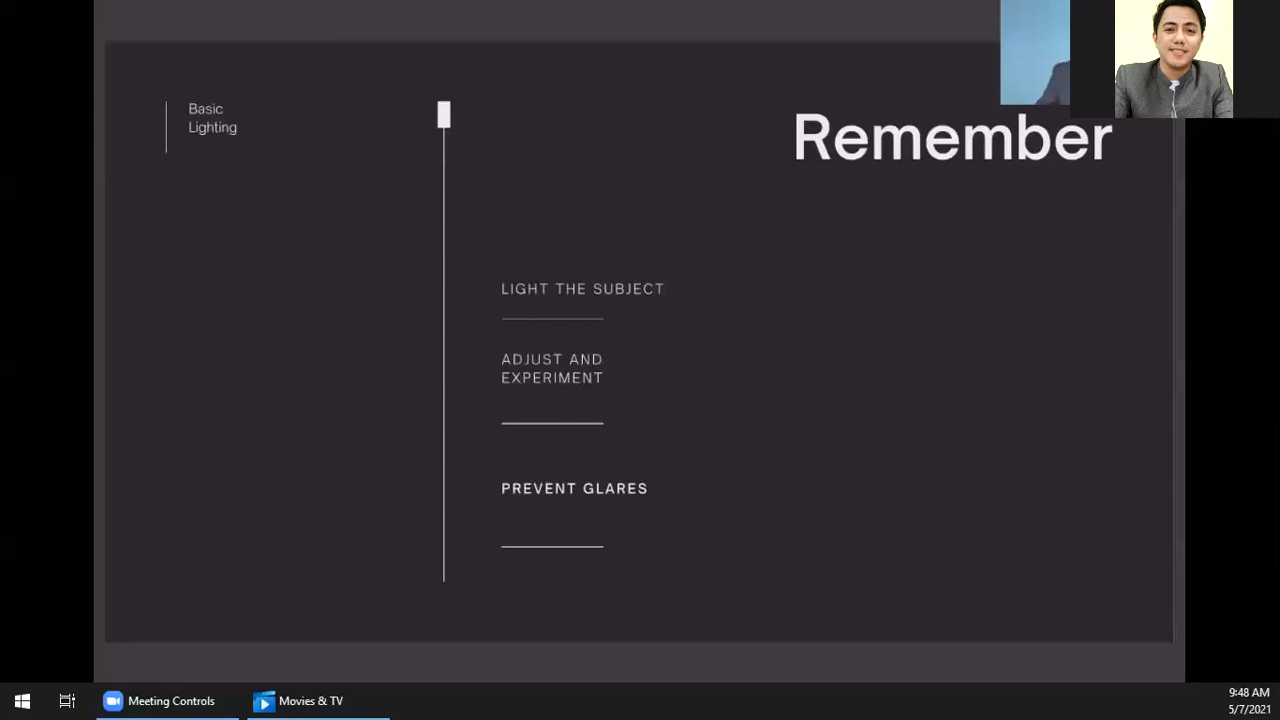 Basic
Lighting
Remember
LIGHT THE SUBJECT
ADJUST AND
EXPERIMENT
PREVENT GLARES
Meeting Controls
Movies & TV
9:48 AM
5/7/2021